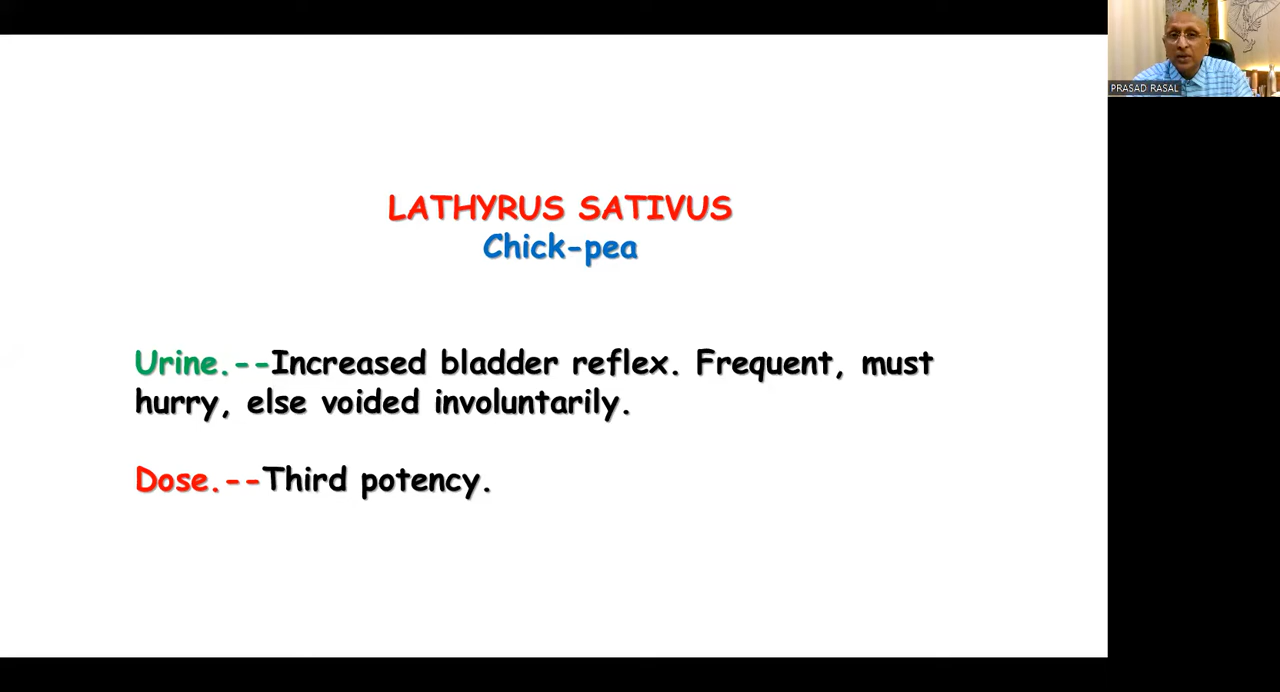 PRASAD RASAL
LATHYRUS SATIVUS
Chick-pea
Urine.--Increased bladder reflex. Frequent, must
hurry, else voided involuntarily.
Dose.--Third potency.